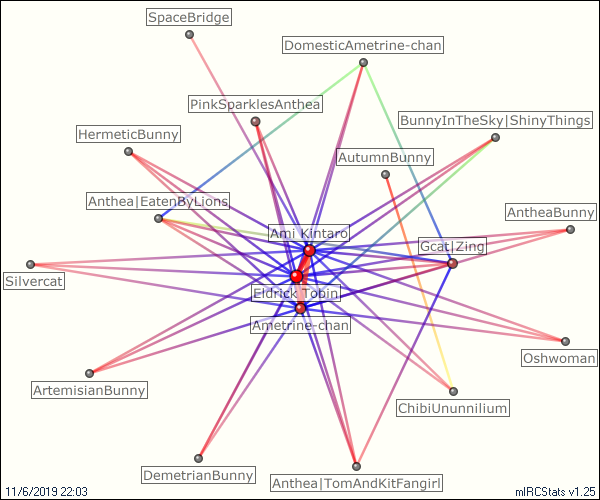 SpaceBridge
DomesticAmetrine-chan
PinkSparklesAnthea
BunnyInTheSky|ShinyThings
HermeticBunny
AutumnBunny
Anthea|EatenByLions
AntheaBunny
Ami_Kintaro
Gcat|Zing
Silvercat
Eldrick_Tobin
Ametrine-chan
Oshwoman
ArtemisianBunny
ChibiUnunnilium
DemetrianBunny
Anthea|TomAndKitFangirl
11/6/2019 22:03
mIRCStats v1.25